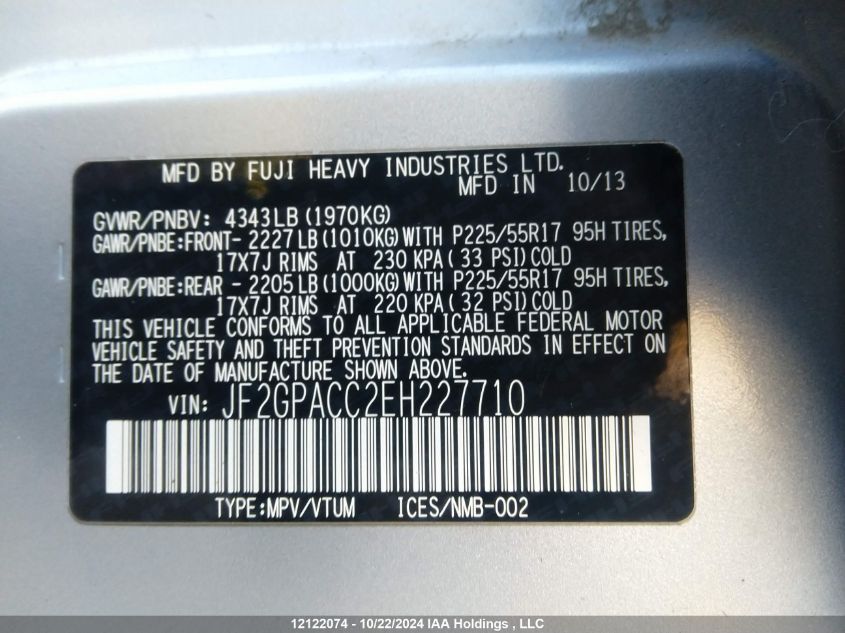 MFD BY FUJI HEAVY INDUSTRIES LTD.
MFD IN 10/13
GVWR/PNBV: 4343LB (1970KG)
GAWR/PNBE:FRONT- 2227LB(1010KG)WITH P225/55R17 95H TIRES,
17X7J RIMS AT 230 KPA( 33 PSI)COLD
GAWR/PNBE:REAR - 2205LB(1000KG)WITH P225/55R17 95H TIRES,
17X7J RIMS AT 220 KPA( 32 PSI)COLD
THIS VEHICLE CONFORMS TO ALL APPLICABLE FEDERAL MOTOR
VEHICLE SAFETY AND THEFT PREVENTION STANDARDS IN EFFECT ON
THE DATE OF MANUFACTURE SHOWN ABOVE.
VIN: JF2GPACC2EH227710
TYPE:MPV/VTUM ICES/NMB-002
12122074 - 10/22/2024 IAA Holdings , LLC